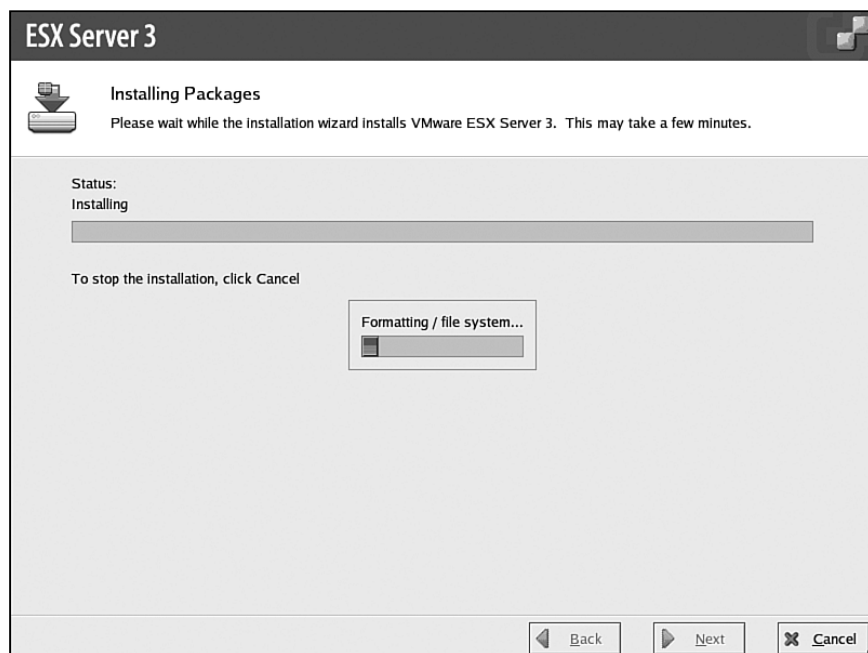 ESX Server 3
Installing Packages
Please wait while the installation wizard installs VMware ESX Server 3. This may take a few minutes.
Status:
Installing
To stop the installation, click Cancel
Formatting / file system...
Back
Next
Cancel